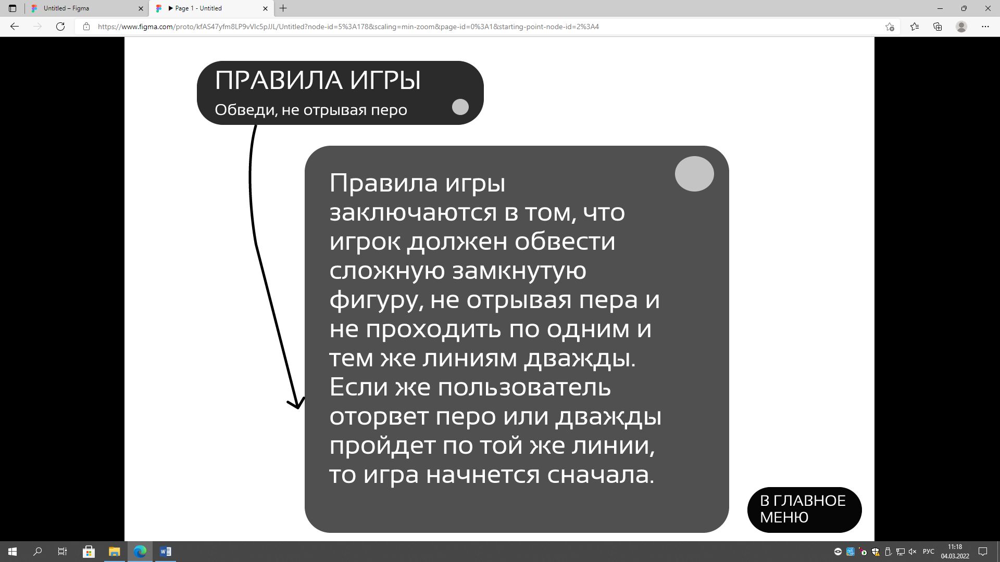 Untitled – Figma
Page 1 - Untitled
https://www.figma.com/proto/kfAS47yfm8LP9vVlc5pJJL/Untitled?node-id=5%3A178&scaling=min-zoom&page-id=0%3A1&starting-point-node-id=2%3A4
ПРАВИЛА ИГРЫ
Обведи, не отрывая перо
Правила игры
заключаются в том, что
игрок должен обвести
сложную замкнутую
фигуру, не отрывая пера и
не проходить по одним и
тем же линиям дважды.
Если же пользователь
оторвет перо или дважды
пройдет по той же линии,
то игра начнется сначала.
В ГЛАВНОЕ
МЕНЮ
РУС
11:18
04.03.2022